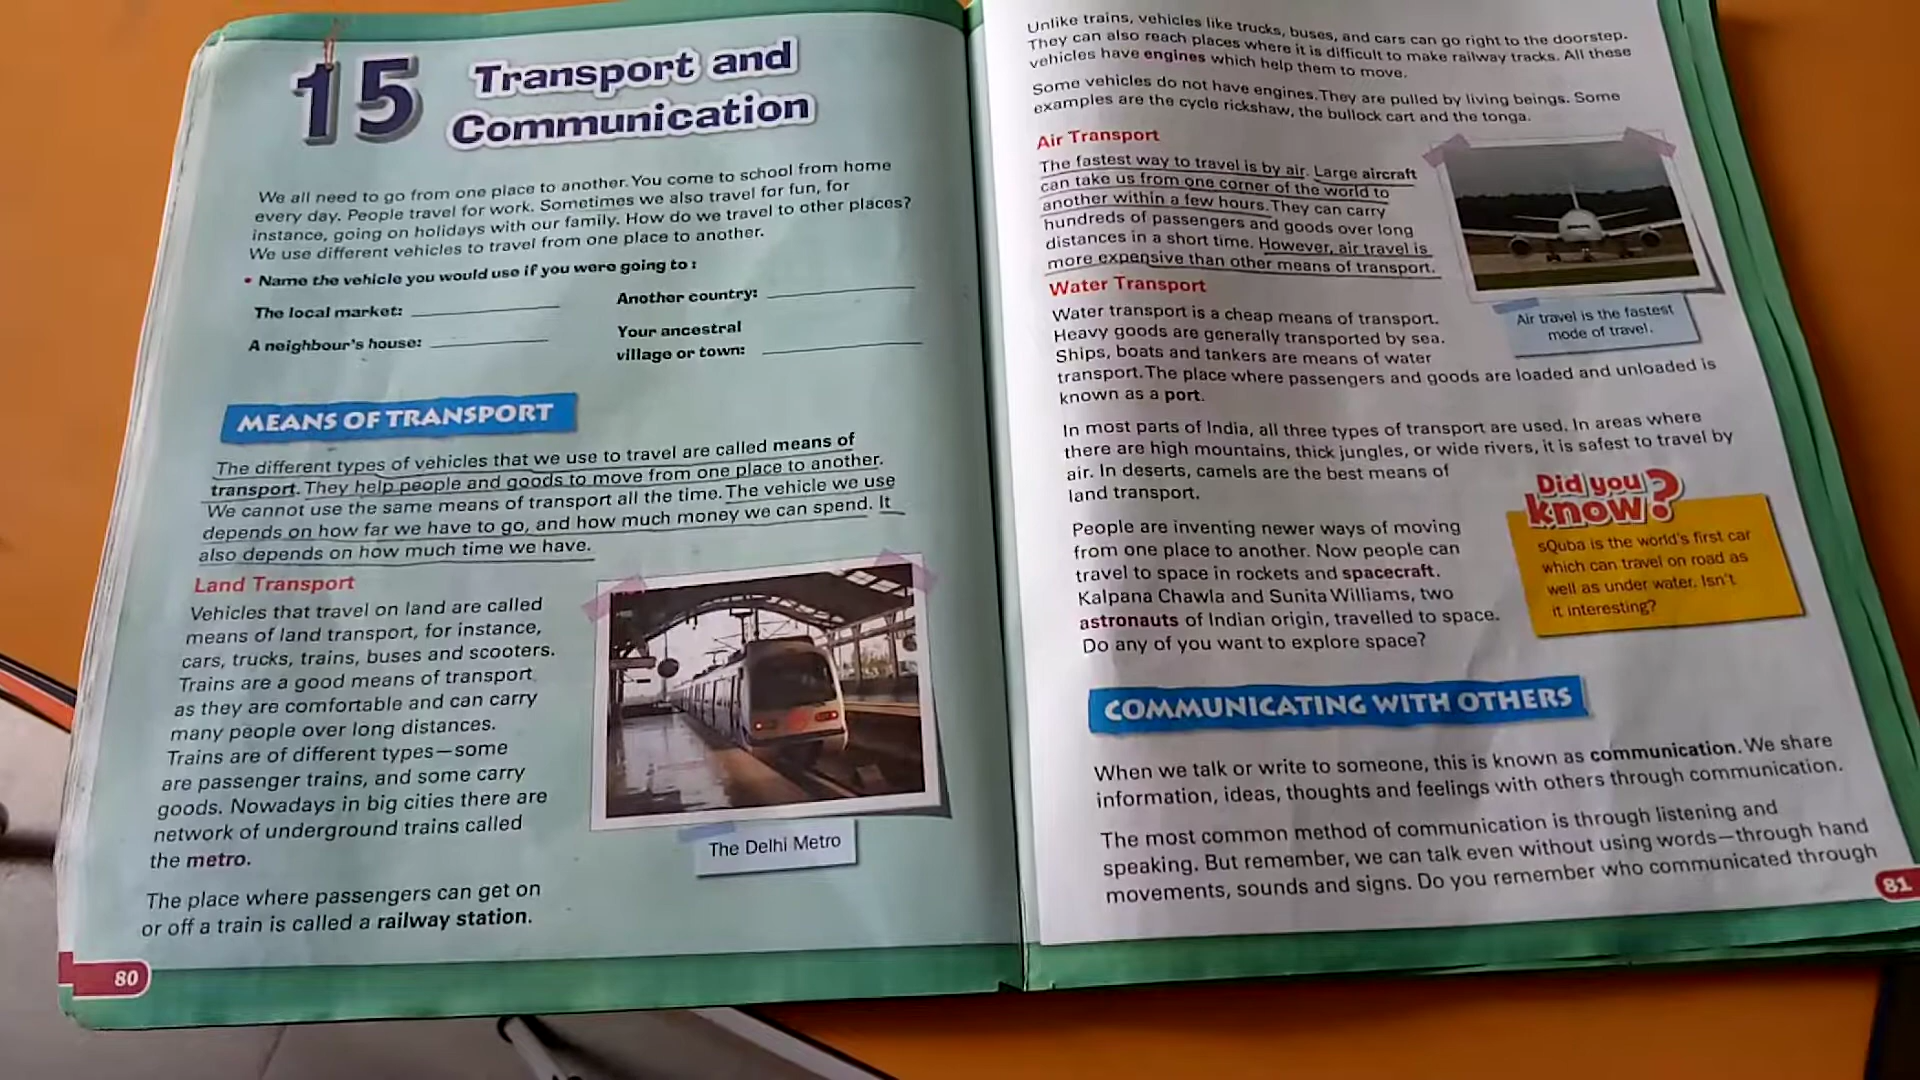 15
Transport and
Communication
We all need to go from one place to another. You come to school from home
every day. People travel for work. Sometimes we also travel for fun, for
instance, going on holidays with our family. How do we travel to other places?
We use different vehicles to travel from one place to another.
• Name the vehicle you would use if you were going to :
The local market: ____________
A neighbour's house: ____________
Another country: ____________
Your ancestral
village or town: ____________
MEANS OF TRANSPORT
The different types of vehicles that we use to travel are called means of
transport. They help people and goods to move from one place to another.
We cannot use the same means of transport all the time. The vehicle we use
depends on how far we have to go, and how much money we can spend. It
also depends on how much time we have.
Land Transport
Vehicles that travel on land are called
means of land transport, for instance,
cars, trucks, trains, buses and scooters.
Trains are a good means of transport
as they are comfortable and can carry
many people over long distances.
Trains are of different types—some
are passenger trains, and some carry
goods. Nowadays in big cities there are
network of underground trains called
the metro.
The Delhi Metro
The place where passengers can get on
or off a train is called a railway station.
80
Unlike trains, vehicles like trucks, buses, and cars can go right to the doorstep.
They can also reach places where it is difficult to make railway tracks. All these
vehicles have engines which help them to move.
Some vehicles do not have engines. They are pulled by living beings. Some
examples are the cycle rickshaw, the bullock cart and the tonga.
Air Transport
The fastest way to travel is by air. Large aircraft
can take us from one corner of the world to
another within a few hours. They can carry
hundreds of passengers and goods over long
distances in a short time. However, air travel is
more expensive than other means of transport.
Air travel is the fastest
mode of travel.
Water Transport
Water transport is a cheap means of transport.
Heavy goods are generally transported by sea.
Ships, boats and tankers are means of water
transport. The place where passengers and goods are loaded and unloaded is
known as a port.
In most parts of India, all three types of transport are used. In areas where
there are high mountains, thick jungles, or wide rivers, it is safest to travel by
air. In deserts, camels are the best means of
land transport.
People are inventing newer ways of moving
from one place to another. Now people can
travel to space in rockets and spacecraft.
Kalpana Chawla and Sunita Williams, two
astronauts of Indian origin, travelled to space.
Do any of you want to explore space?
Did you
know?
sQuba is the world's first car
which can travel on road as
well as under water. Isn't
it interesting?
COMMUNICATING WITH OTHERS
When we talk or write to someone, this is known as communication. We share
information, ideas, thoughts and feelings with others through communication.
The most common method of communication is through listening and
speaking. But remember, we can talk even without using words—through hand
movements, sounds and signs. Do you remember who communicated through
81